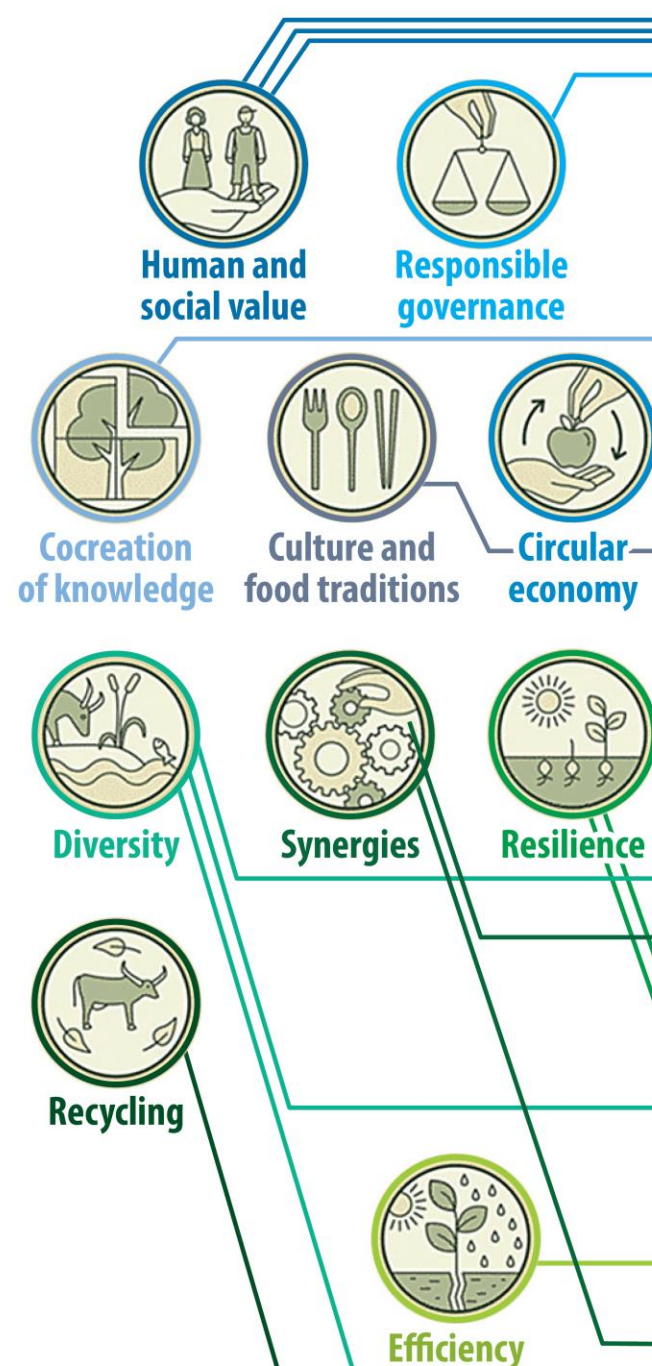 Human and
social value
Responsible
governance
Cocreation
of knowledge
Culture and
food traditions
Circular
economy
Diversity
Synergies
Resilience
Recycling
Efficiency